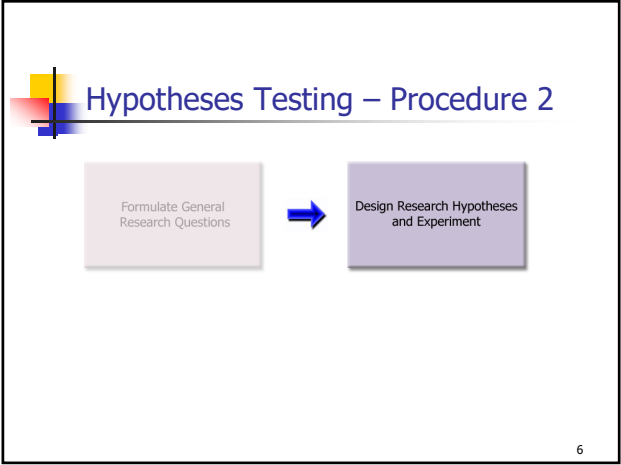 Hypotheses Testing – Procedure 2
Formulate General
Research Questions
Design Research Hypotheses
and Experiment
6